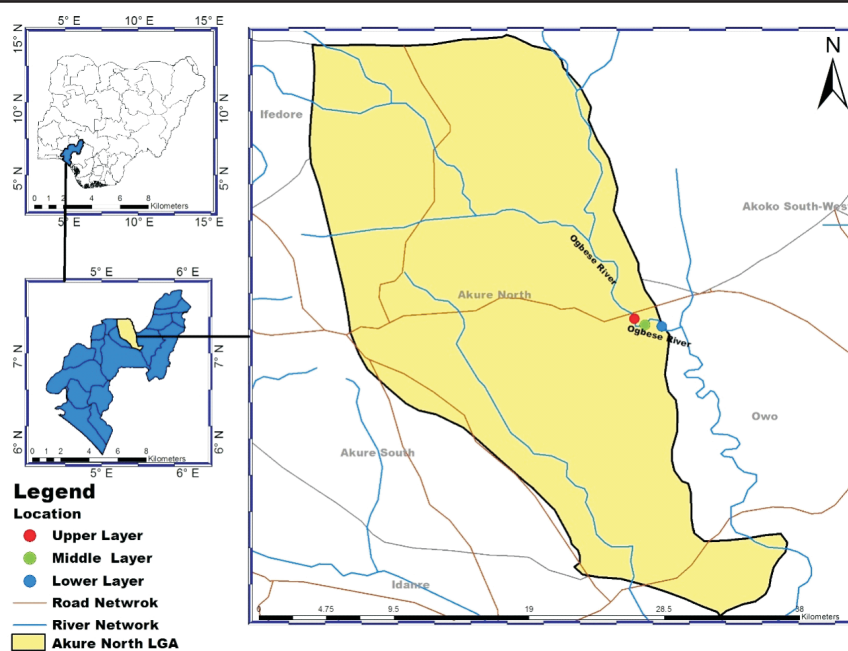 5° E 10° E 15° E
15° N
10° N
5° N
10° N
5° N
0 1 2 4 6 8
Kilometers
5° E 10° E 15° E
5° E 6° E
7° N
6° N
7° N
6° N
0 1 2 4 6 8
Kilometers
5° E 6° E
Legend
Location
Upper Layer
Middle Layer
Lower Layer
Road Netwrok
River Network
Akure North LGA
N
Ifedore
Akoko South-Wes
Ogbese River
Akure North
Ogbese River
Owo
Akure South
Idanre
0 4.75 9.5 19 28.5 38
Kilometers